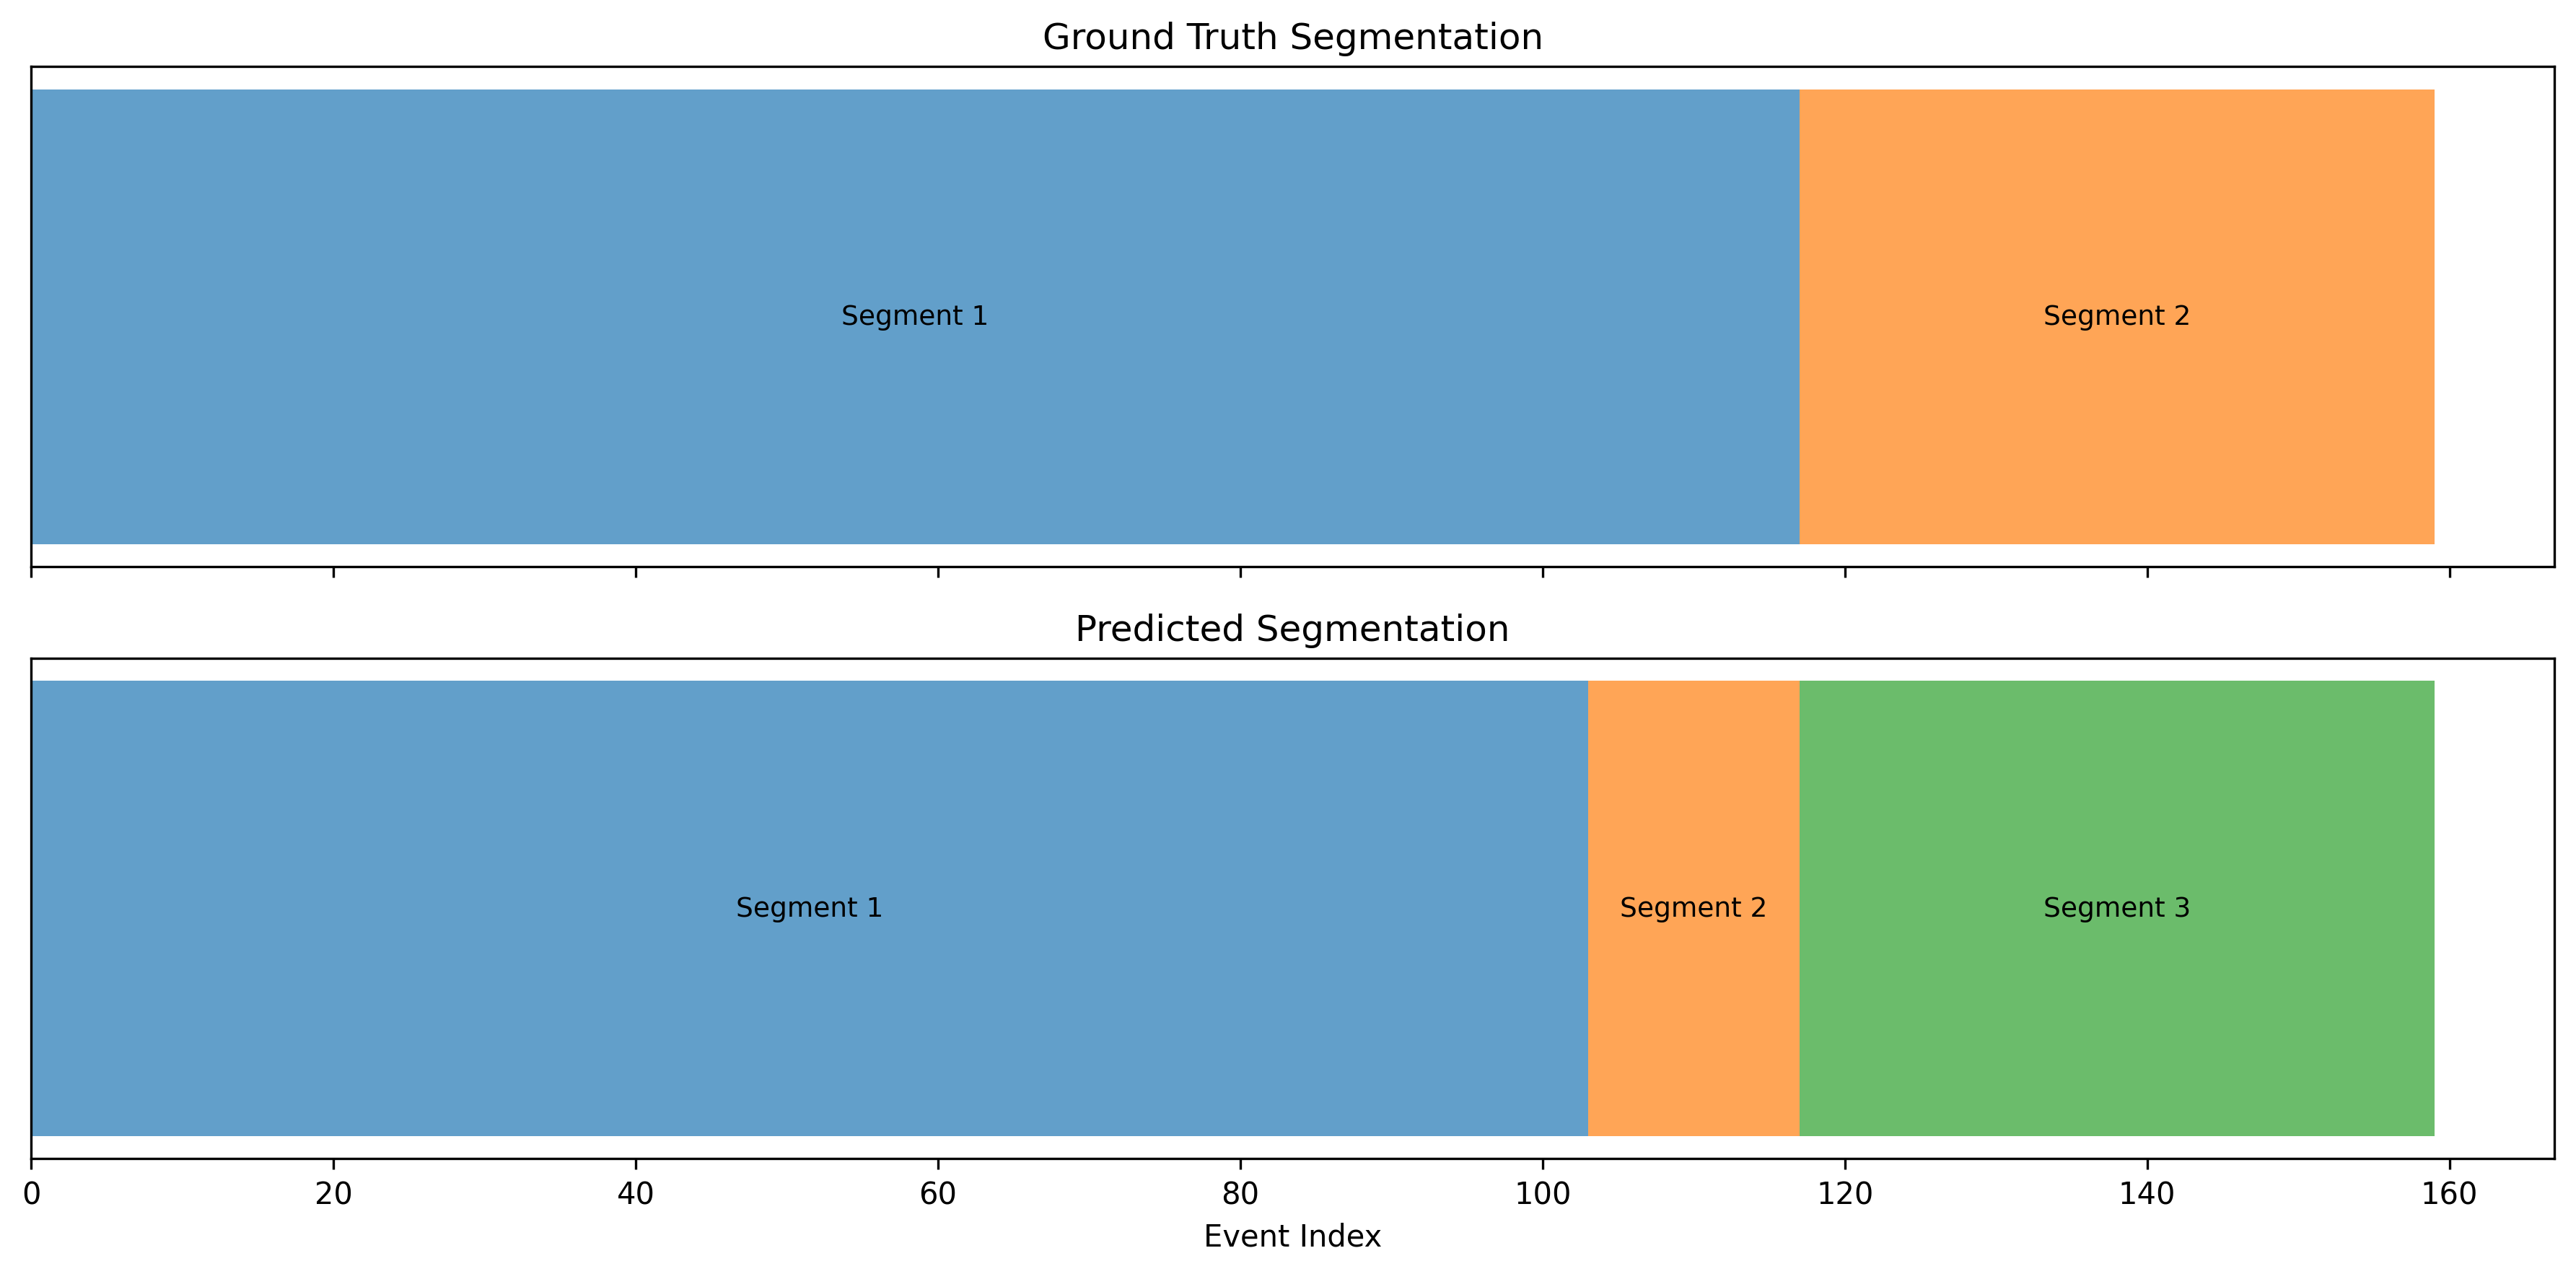 Ground Truth Segmentation
Segment 1
Segment 2
Predicted Segmentation
Segment 1
Segment 2
Segment 3
0 20 40 60 80 100 120 140 160
Event Index